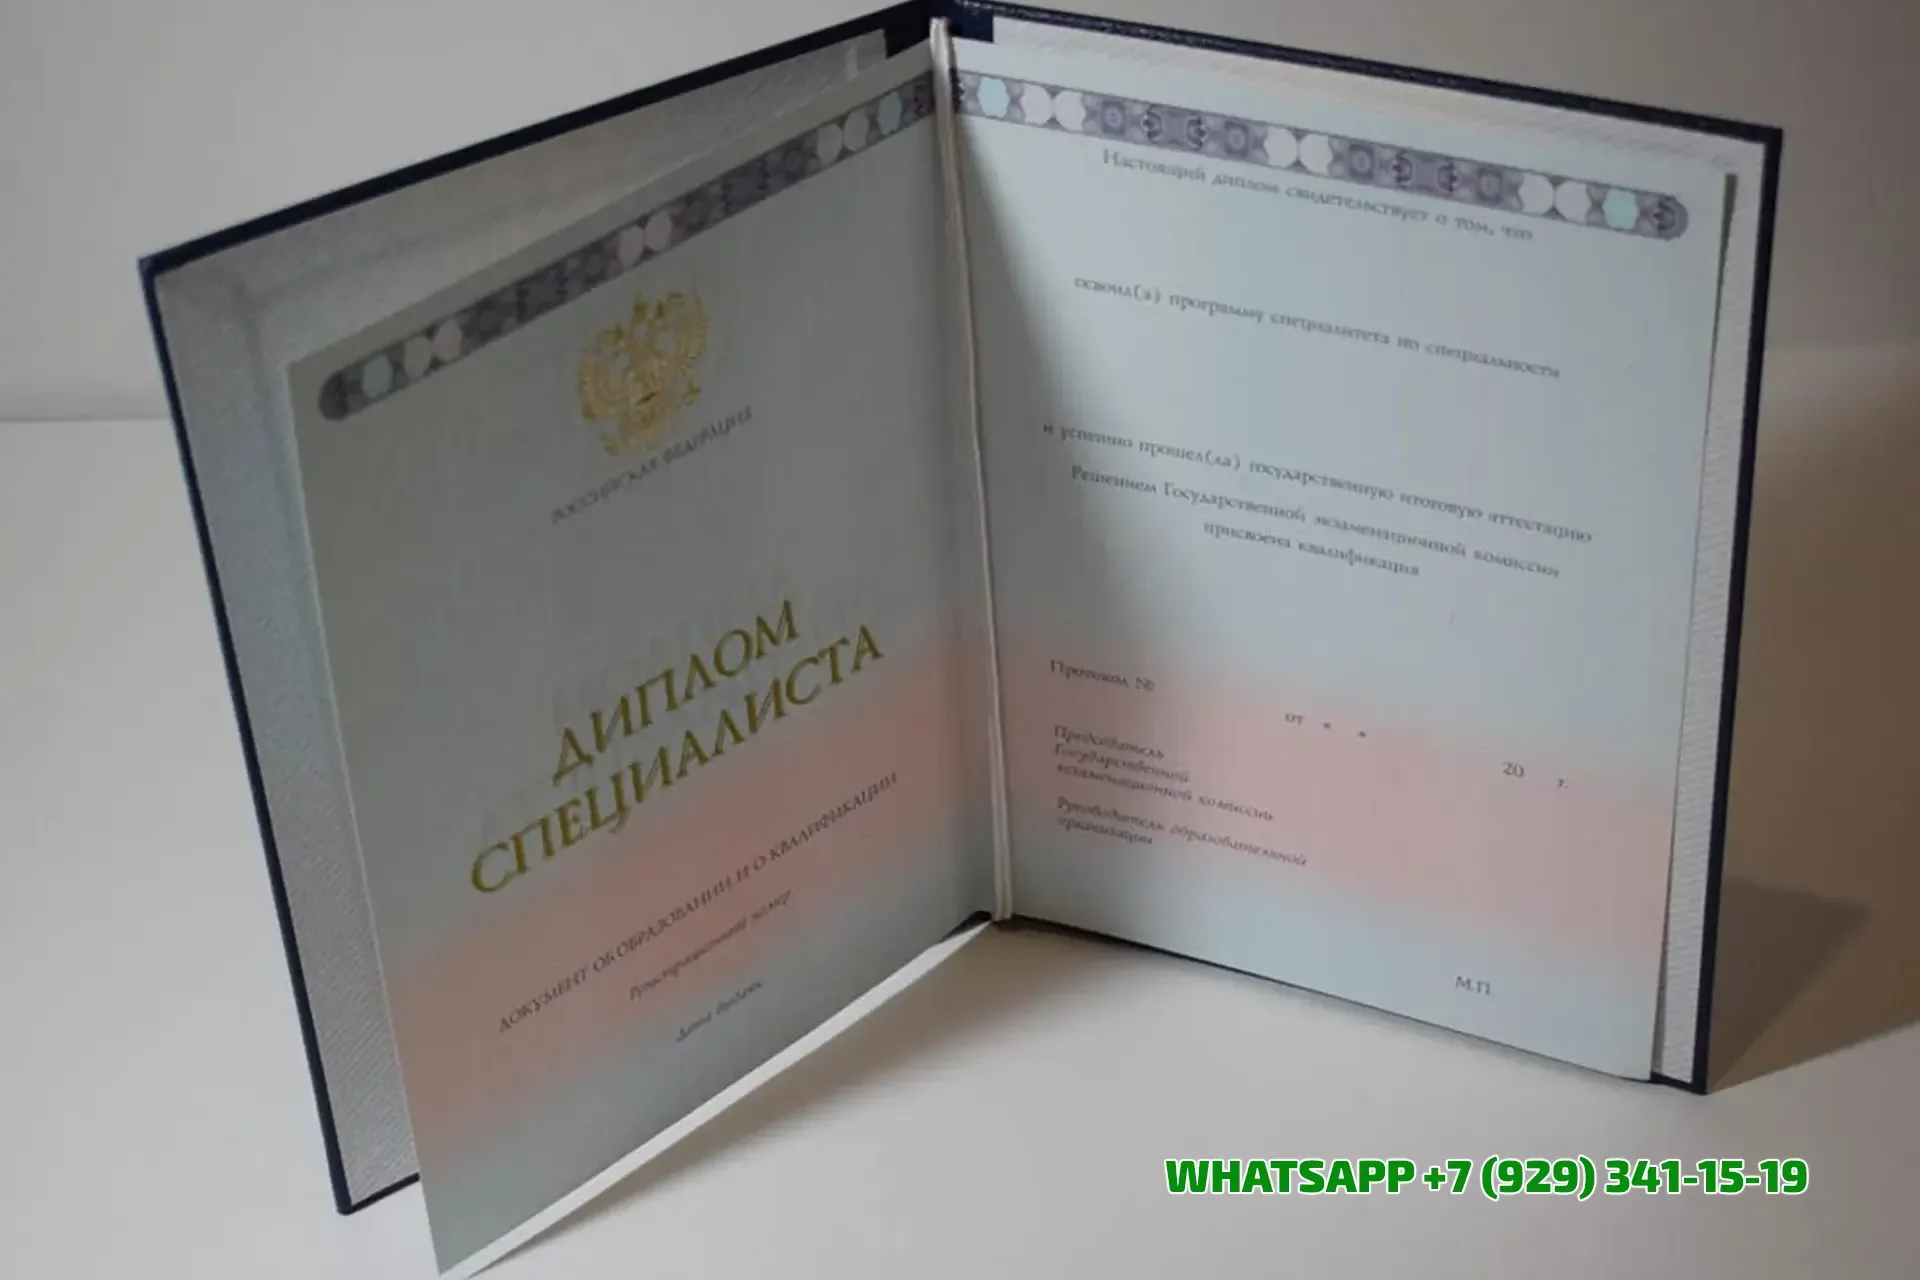 РОССИЙСКАЯ ФЕДЕРАЦИЯ
ДИПЛОМ
СПЕЦИАЛИСТА
ДОКУМЕНТ ОБ ОБРАЗОВАНИИ И О КВАЛИФИКАЦИИ
Регистрационный номер
Дата выдачи
Настоящий диплом свидетельствует о том, что
освоил(а) программу специалитета по специальности
и успешно прошел(ла) государственную итоговую аттестацию
Решением Государственной экзаменационной комиссии
присвоена квалификация
Протокол №
от « »
20 г.
Председатель
Государственной
экзаменационной комиссии
Руководитель образовательной
организации
М.П.
WHATSAPP +7 (929) 341-15-19